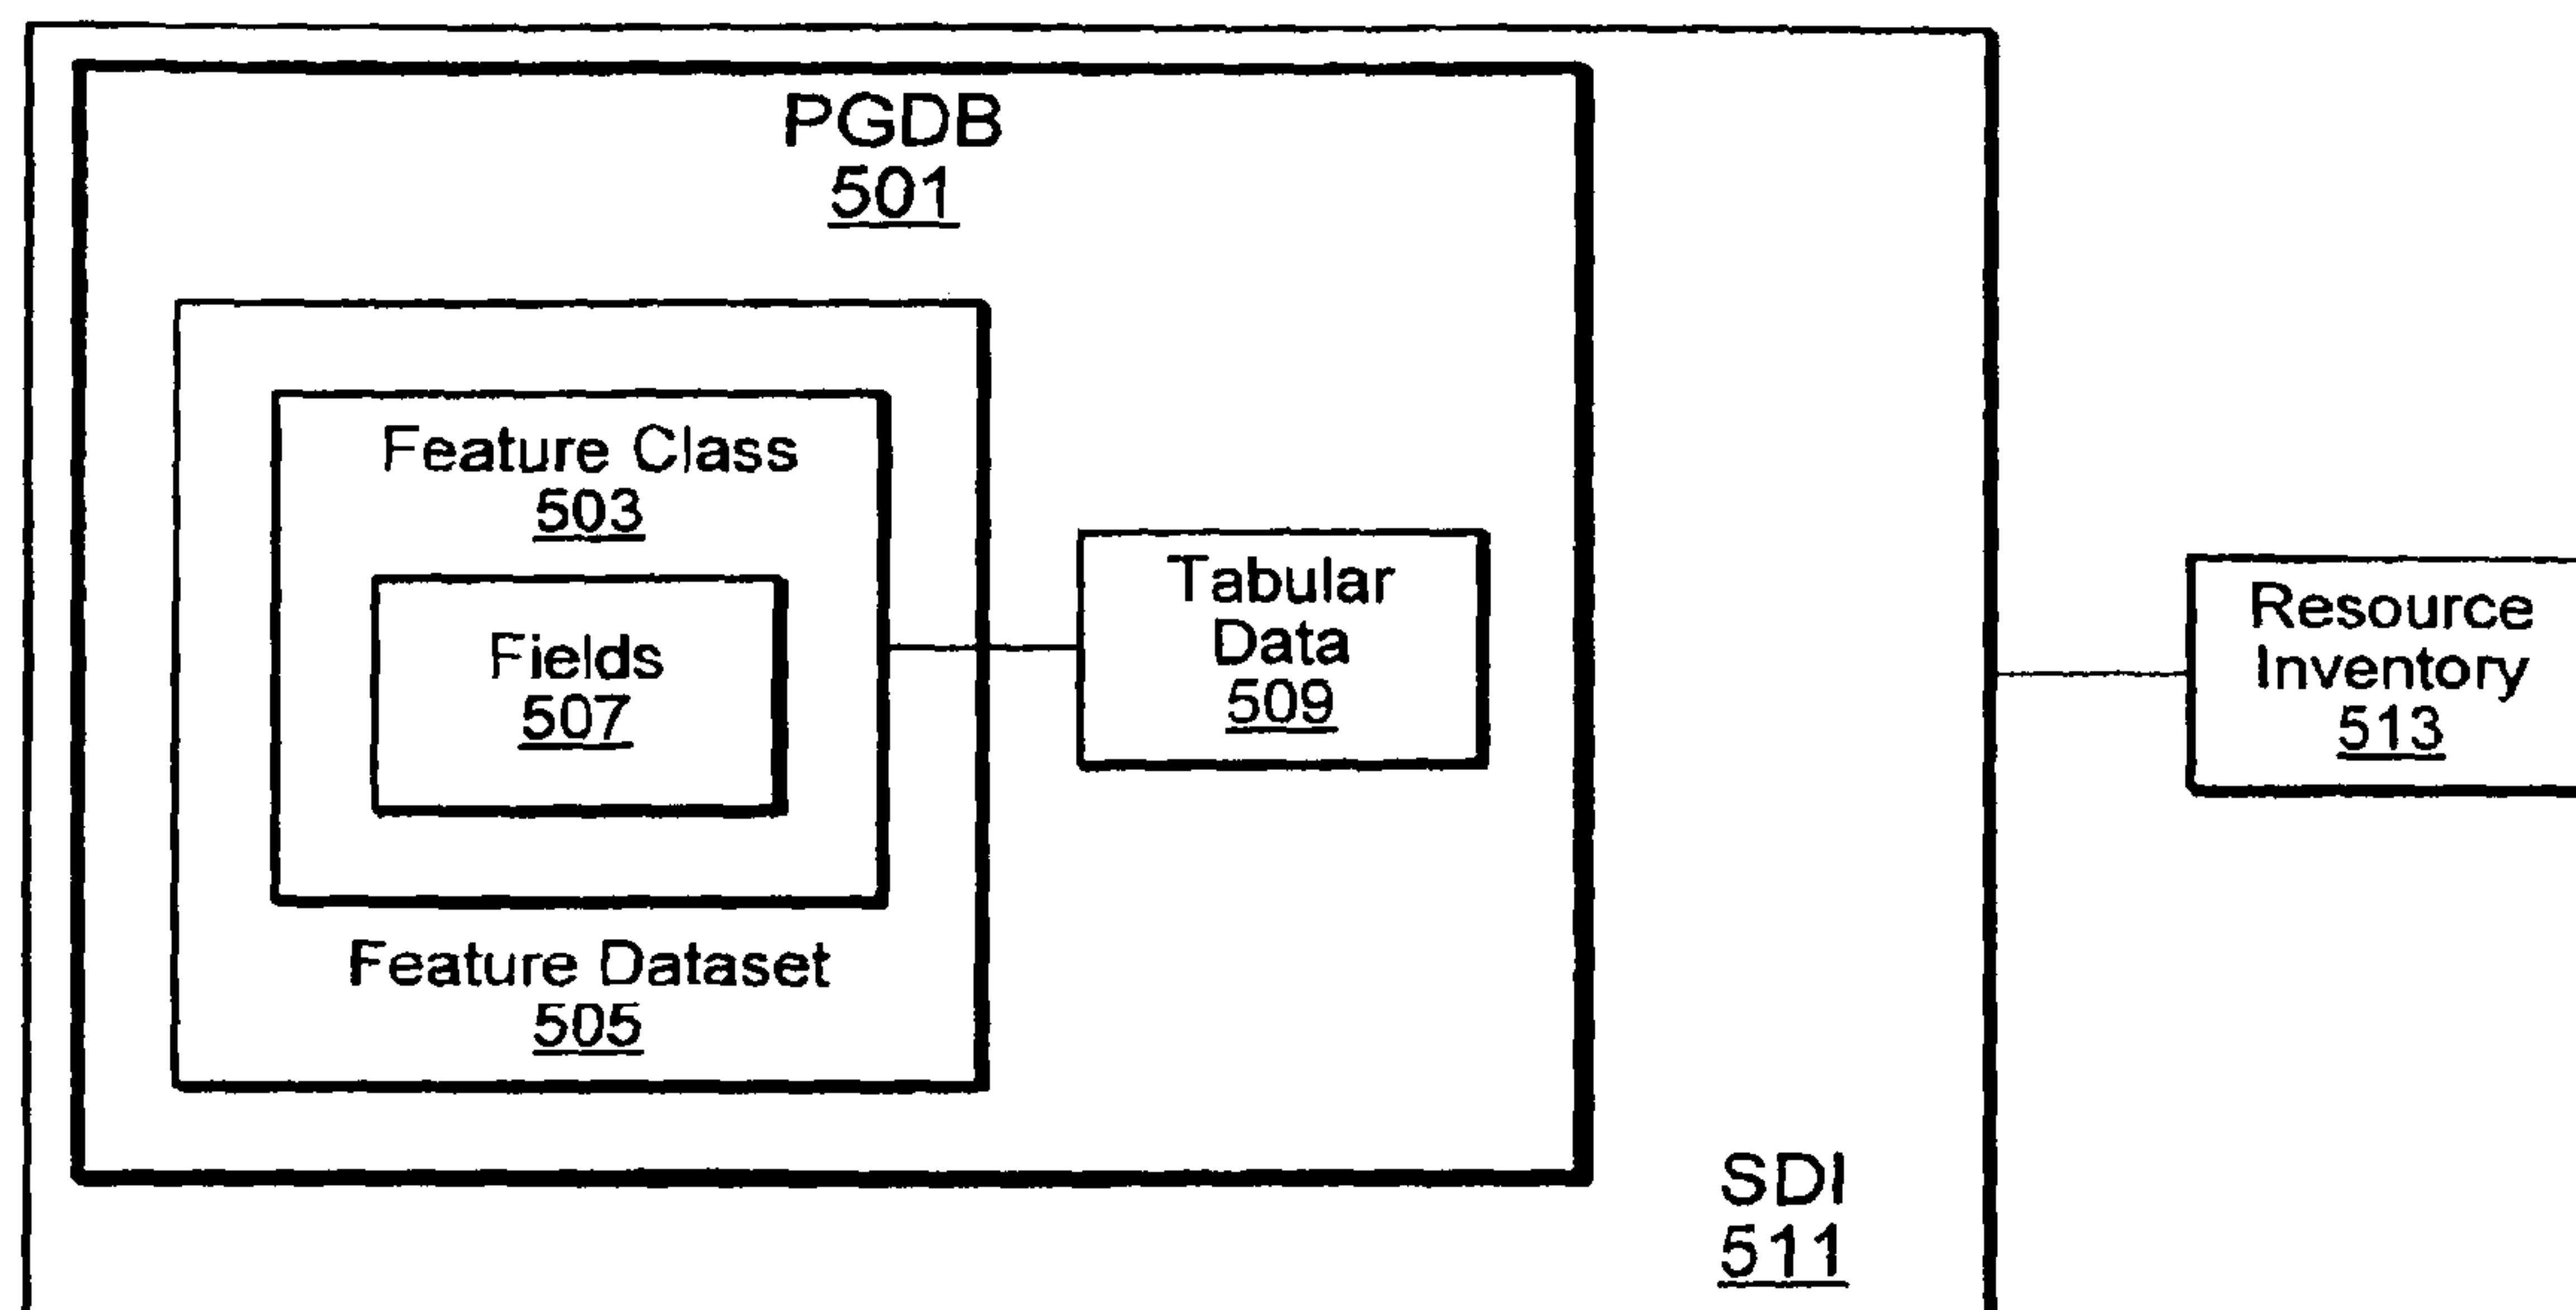 PGDB
501
Feature Class
503
Fields
507
Feature Dataset
505
Tabular
Data
509
SDI
511
Resource
Inventory
513